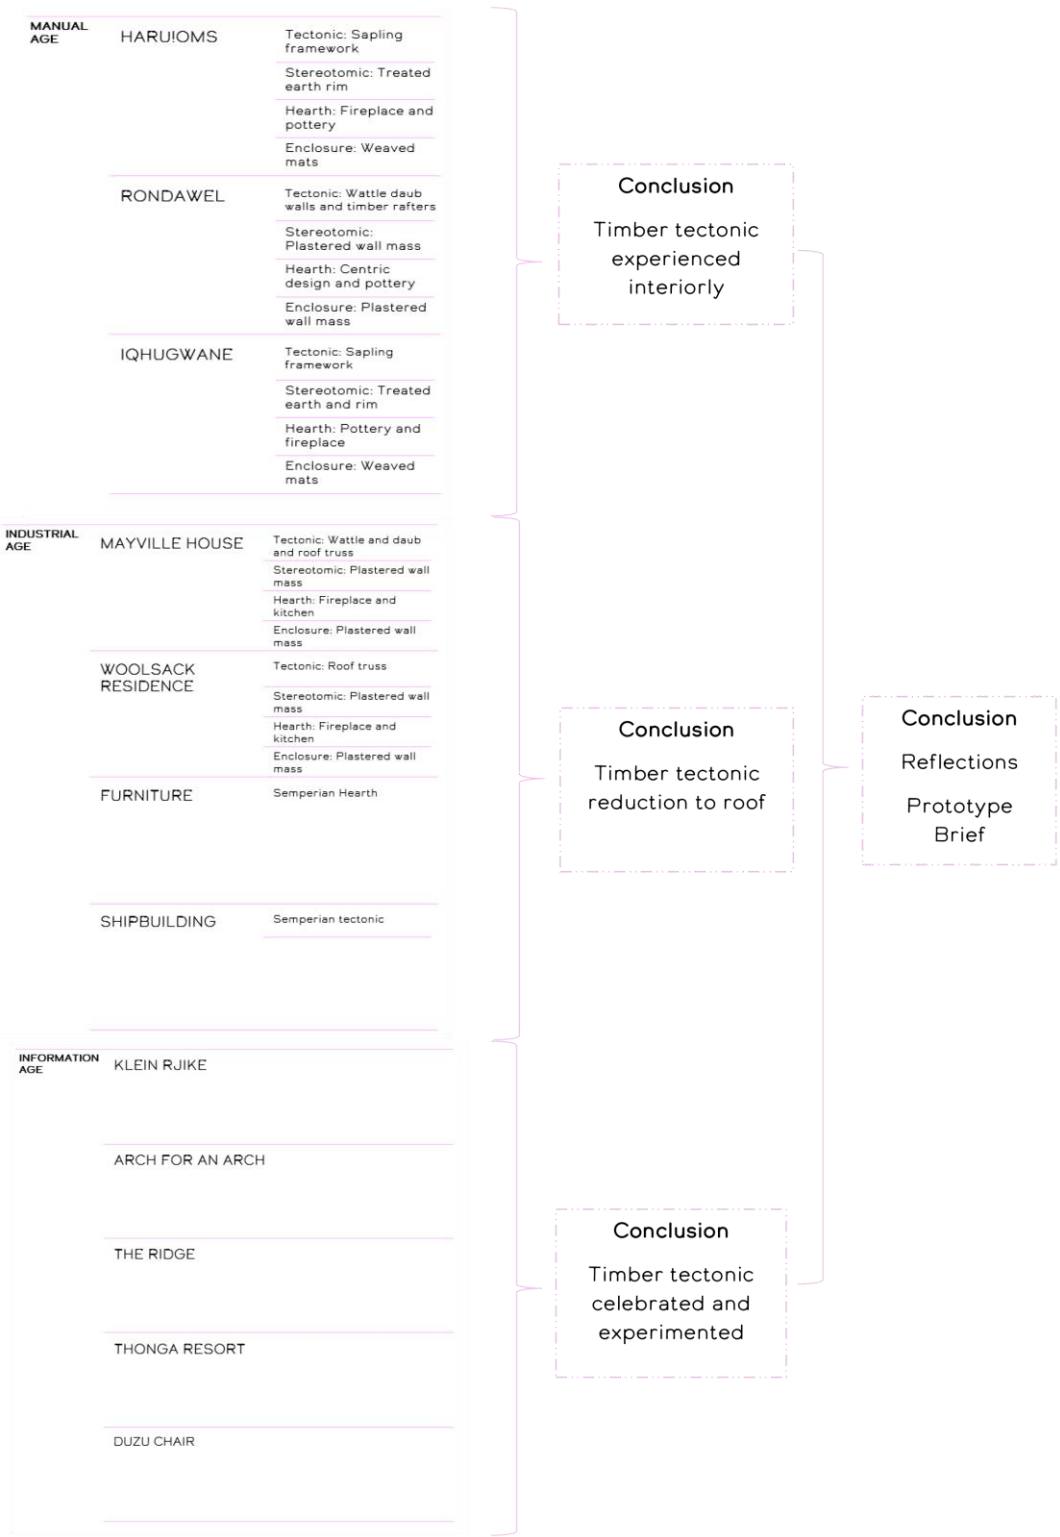 MANUAL
AGE
HARU!OMS
Tectonic: Sapling
framework
Stereotomic: Treated
earth rim
Hearth: Fireplace and
pottery
Enclosure: Weaved
mats
RONDAWEL
Tectonic: Wattle daub
walls and timber rafters
Stereotomic:
Plastered wall mass
Hearth: Centric
design and pottery
Enclosure: Plastered
wall mass
IQHUGWANE
Tectonic: Sapling
framework
Stereotomic: Treated
earth and rim
Hearth: Pottery and
fireplace
Enclosure: Weaved
mats
Conclusion
Timber tectonic
experienced
interiorly
INDUSTRIAL
AGE
MAYVILLE HOUSE
Tectonic: Wattle and daub
and roof truss
Stereotomic: Plastered wall
mass
Hearth: Fireplace and
kitchen
Enclosure: Plastered wall
mass
WOOLSACK
RESIDENCE
Tectonic: Roof truss
Stereotomic: Plastered wall
mass
Hearth: Fireplace and
kitchen
Enclosure: Plastered wall
mass
FURNITURE
Semperian Hearth
SHIPBUILDING
Semperian tectonic
Conclusion
Timber tectonic
reduction to roof
INFORMATION
AGE
KLEIN RJIKE
ARCH FOR AN ARCH
THE RIDGE
THONGA RESORT
DUZU CHAIR
Conclusion
Timber tectonic
celebrated and
experimented
Conclusion
Reflections
Prototype
Brief